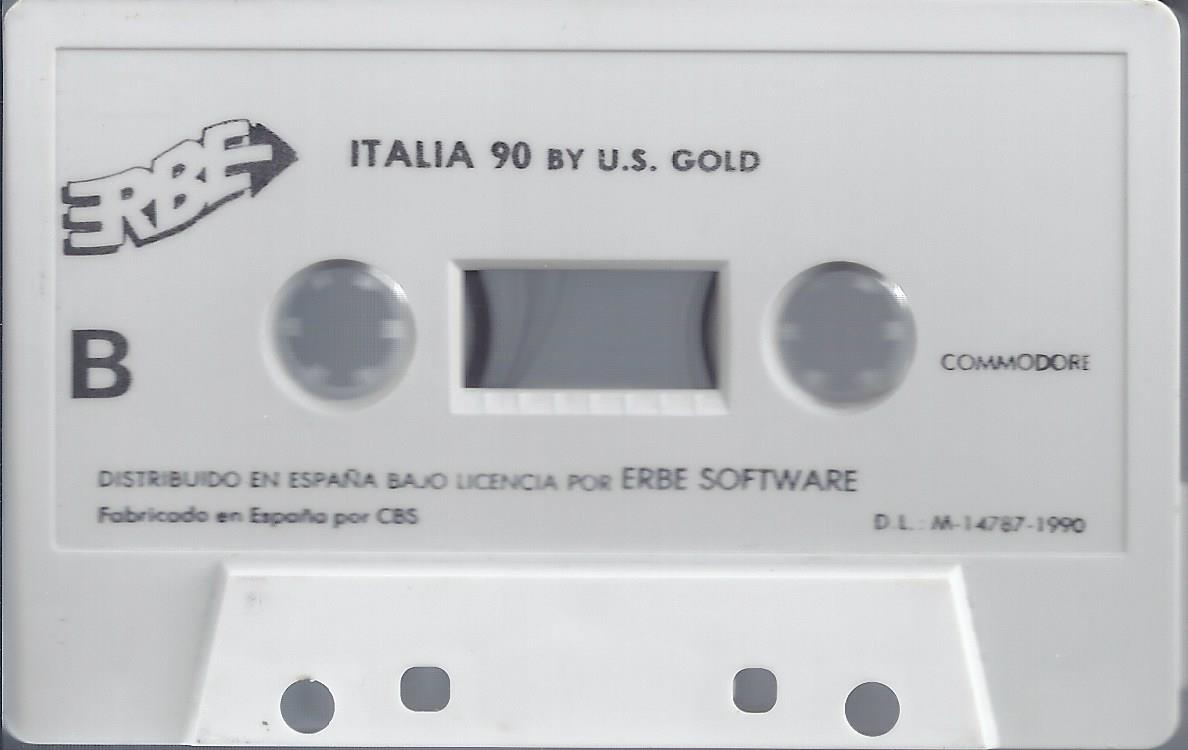 ERBE
ITALIA 90 BY U.S. GOLD
B
COMMODORE
DISTRIBUIDO EN ESPAÑA BAJO LICENCIA POR ERBE SOFTWARE
Fabricado en España por CBS
D.L.: M-14787-1990